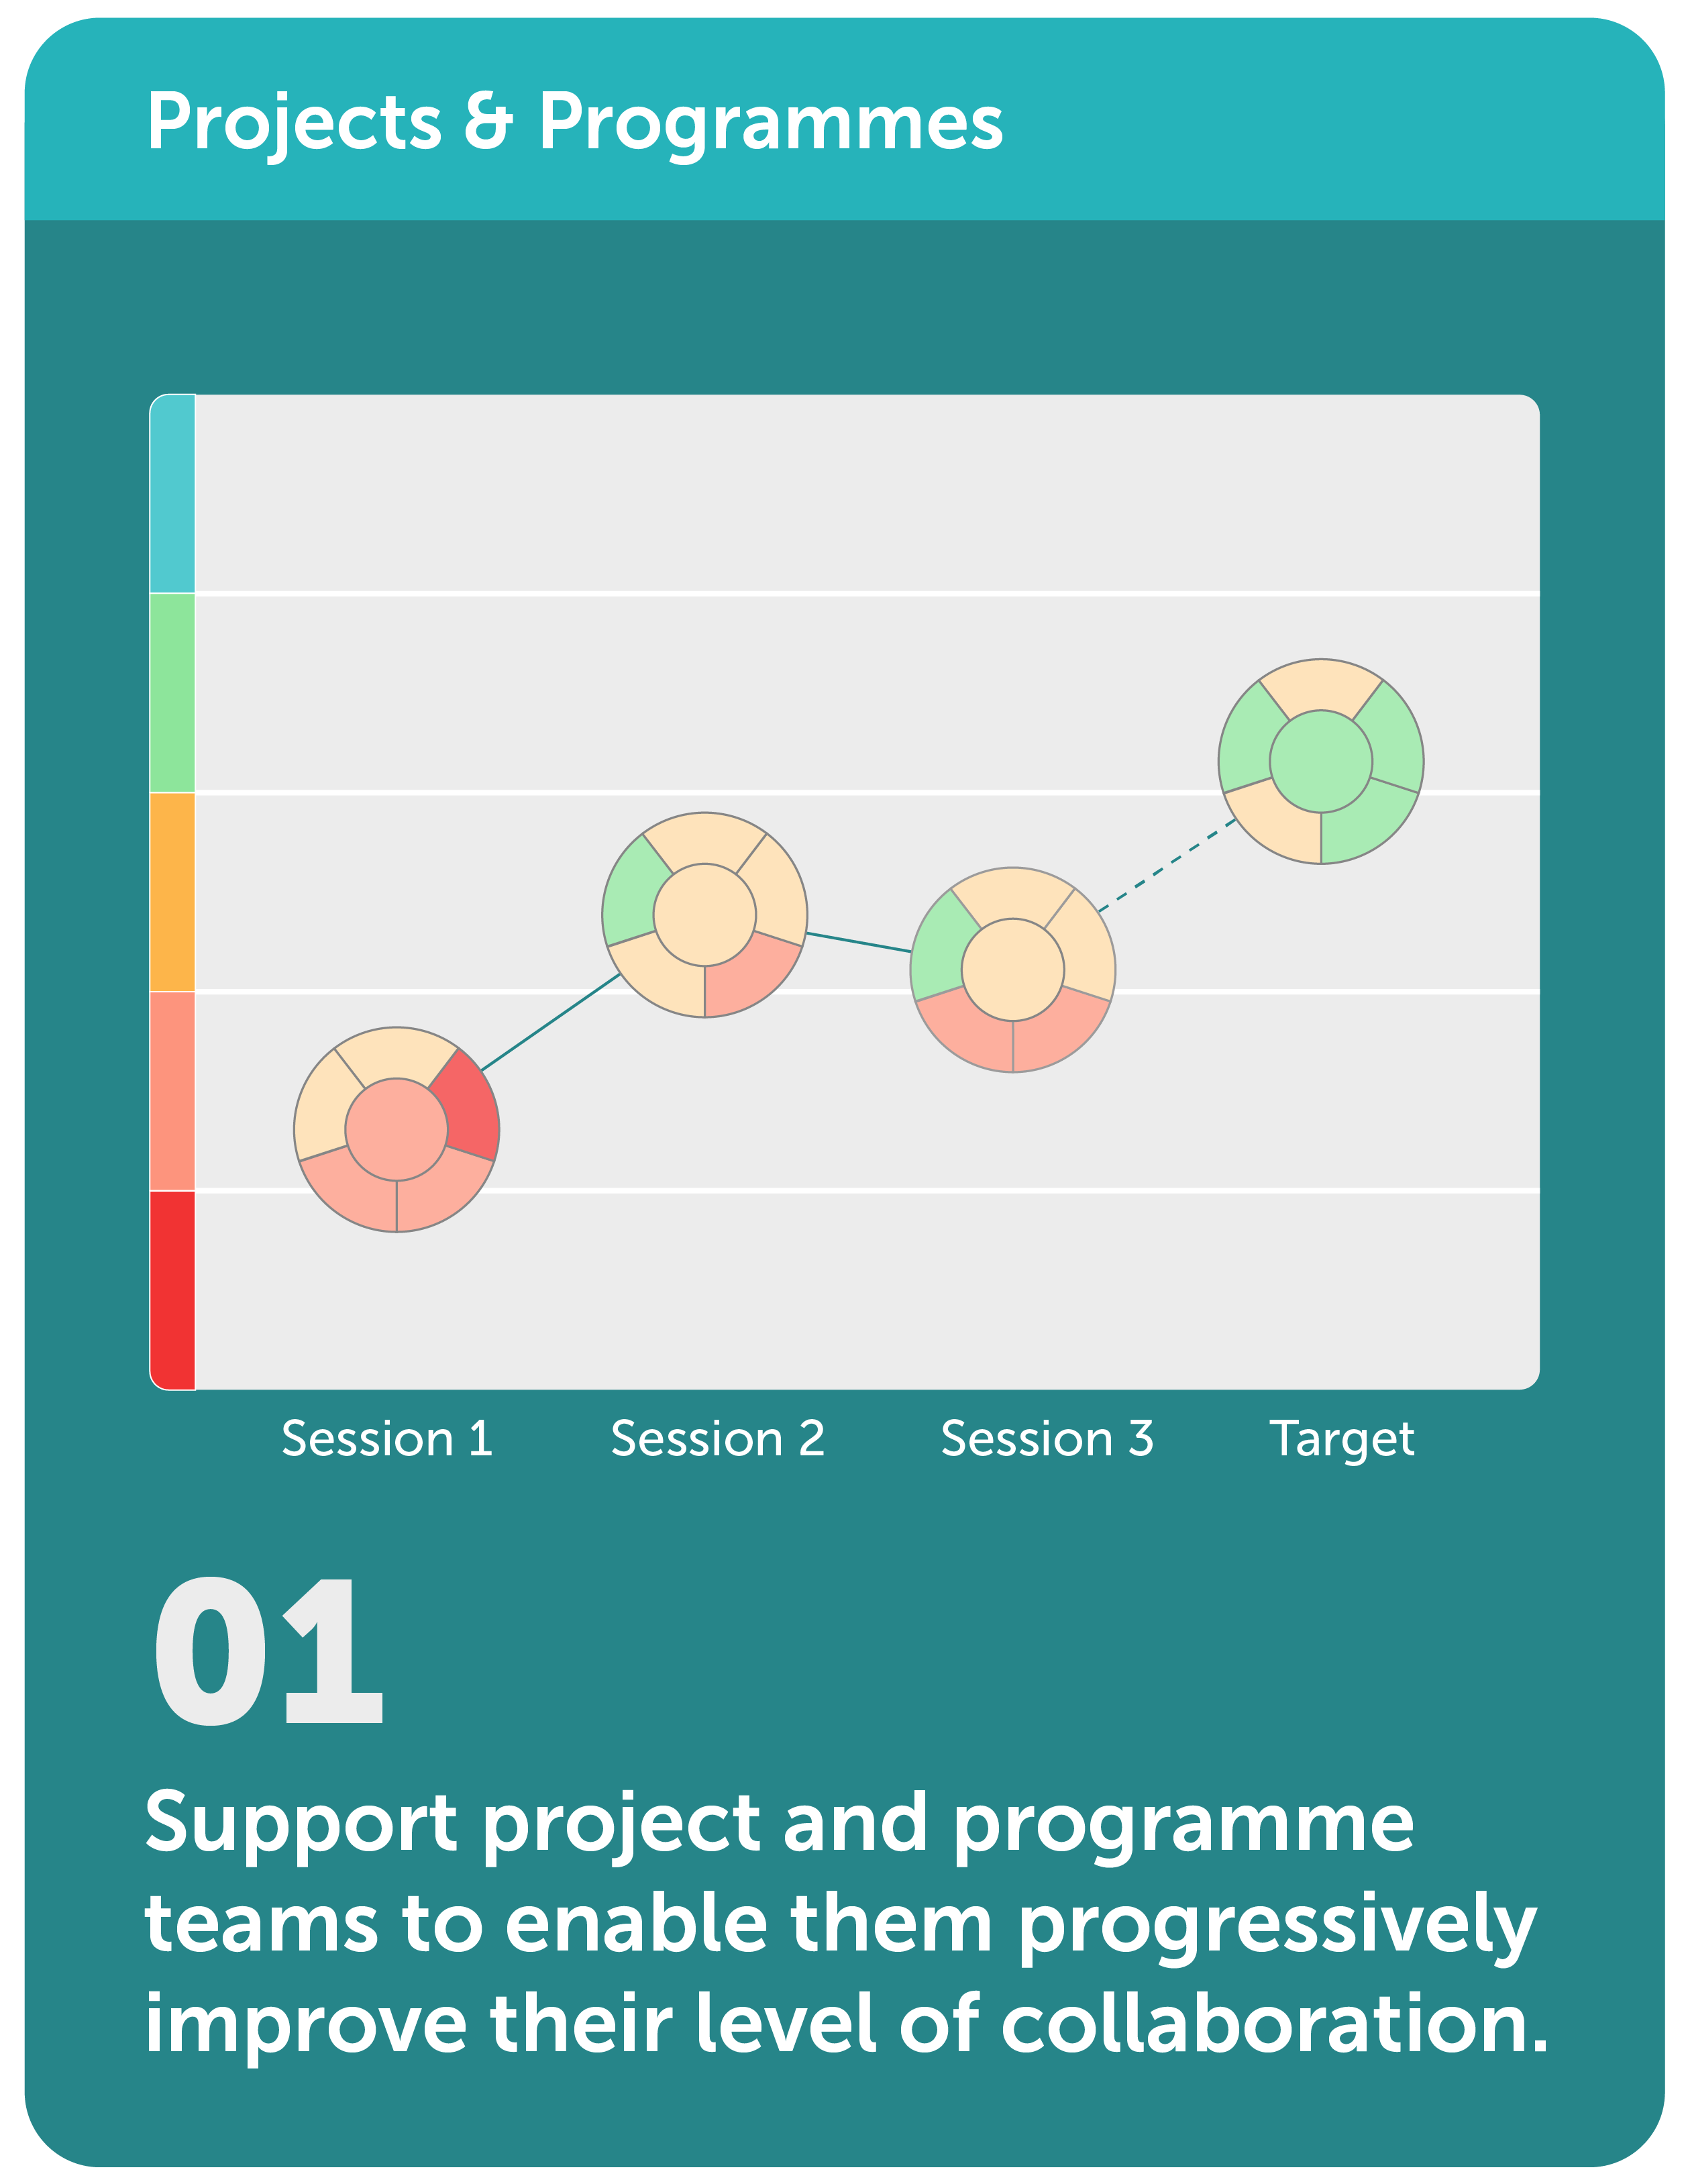 Projects & Programmes
Session 1
Session 2
Session 3
Target
01
Support project and programme
teams to enable them progressively
improve their level of collaboration.